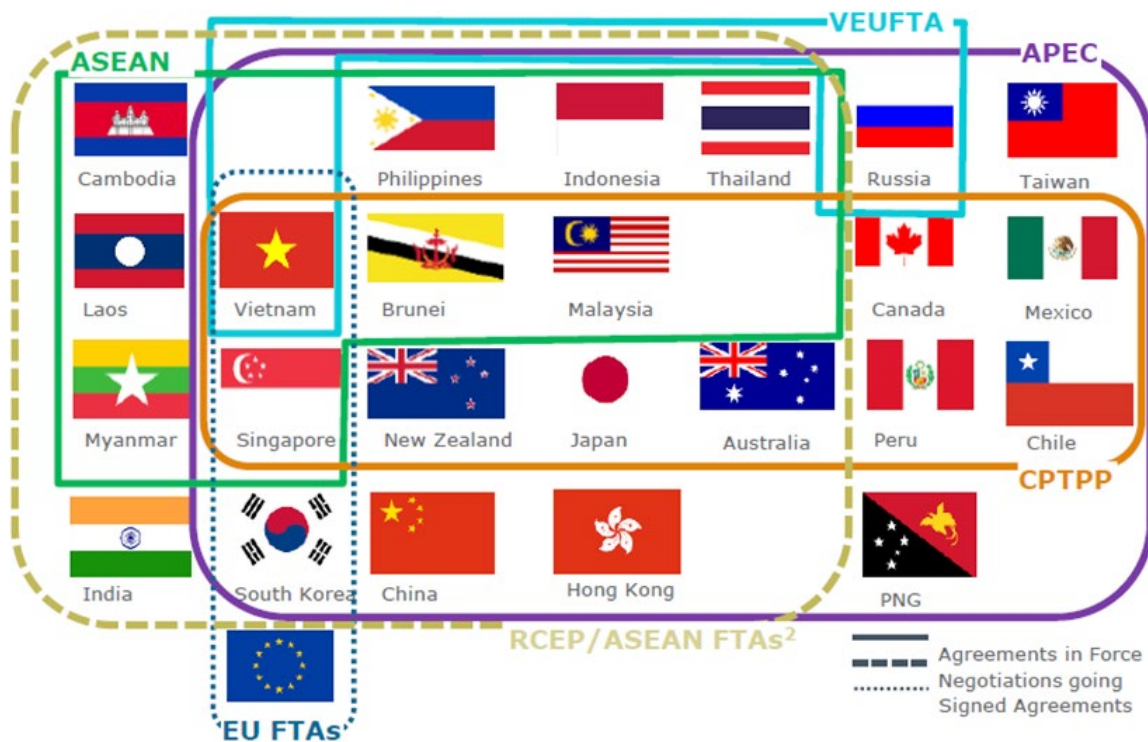 VEUFTA
ASEAN
APEC
Cambodia
Philippines
Indonesia
Thailand
Russia
Taiwan
Laos
Vietnam
Brunei
Malaysia
Canada
Mexico
Myanmar
Singapore
New Zealand
Japan
Australia
Peru
Chile
CPTPP
India
South Korea
China
Hong Kong
PNG
RCEP/ASEAN FTAs²
Agreements in Force
Negotiations going
Signed Agreements
EU FTAs